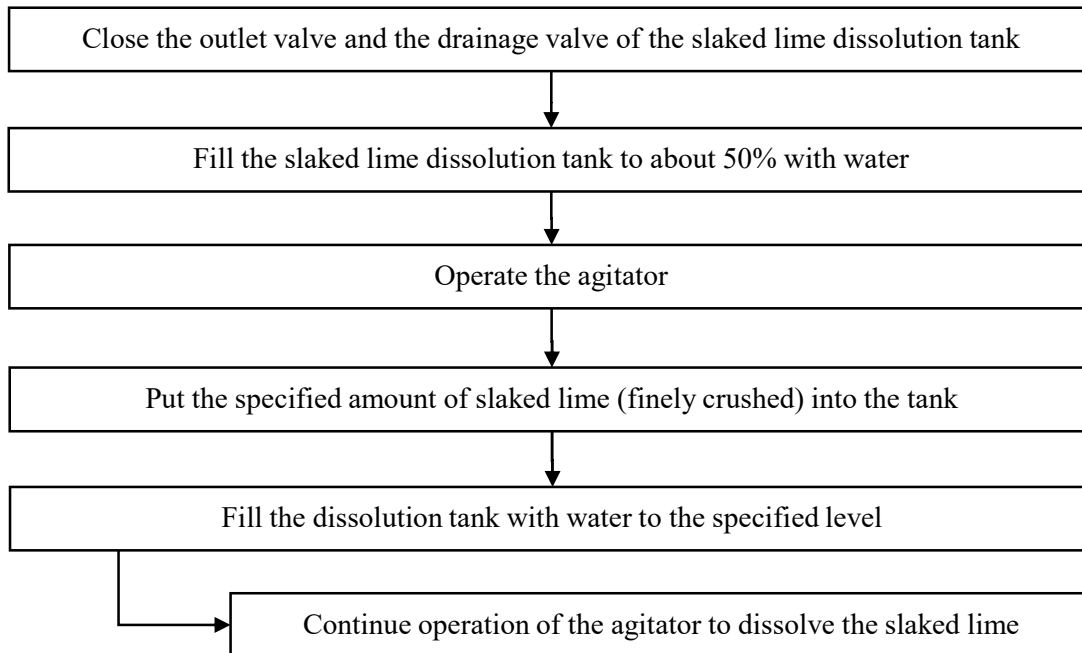 Close the outlet valve and the drainage valve of the slaked lime dissolution tank
Fill the slaked lime dissolution tank to about 50% with water
Operate the agitator
Put the specified amount of slaked lime (finely crushed) into the tank
Fill the dissolution tank with water to the specified level
Continue operation of the agitator to dissolve the slaked lime